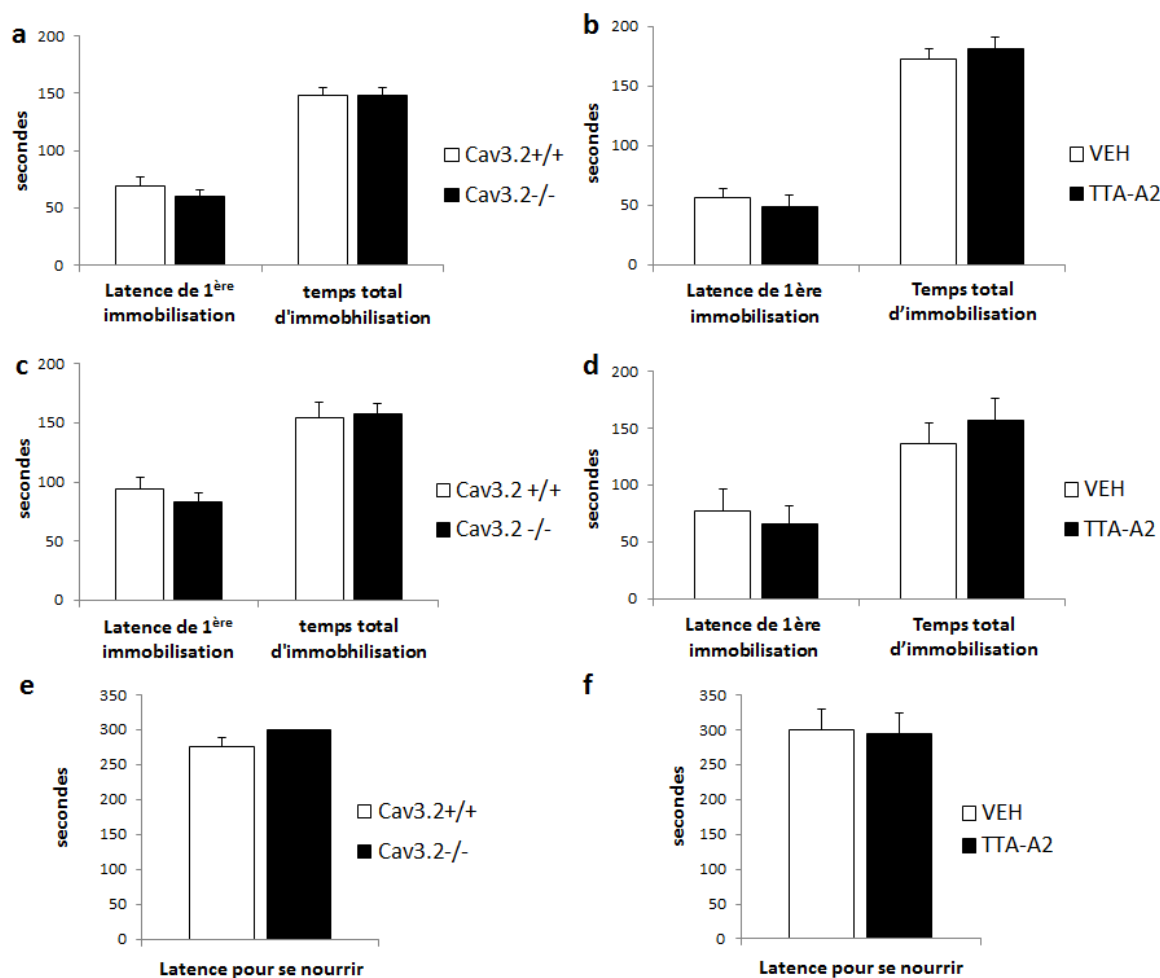 a
200
150
100
50
0
secondes
Latence de 1ère
immobilisation
temps total
d'immobhilisation
Cav3.2+/+
Cav3.2-/-
b
200
150
100
50
0
secondes
Latence de 1ère
immobilisation
Temps total
d’immobilisation
VEH
TTA-A2
c
200
150
100
50
0
secondes
Latence de 1ère
immobilisation
temps total
d'immobhilisation
Cav3.2 +/+
Cav3.2 -/-
d
200
150
100
50
0
secondes
Latence de 1ère
immobilisation
Temps total
d’immobilisation
VEH
TTA-A2
e
350
300
250
200
150
100
50
0
secondes
Latence pour se nourrir
Cav3.2+/+
Cav3.2-/-
f
350
300
250
200
150
100
50
0
secondes
Latence pour se nourrir
VEH
TTA-A2